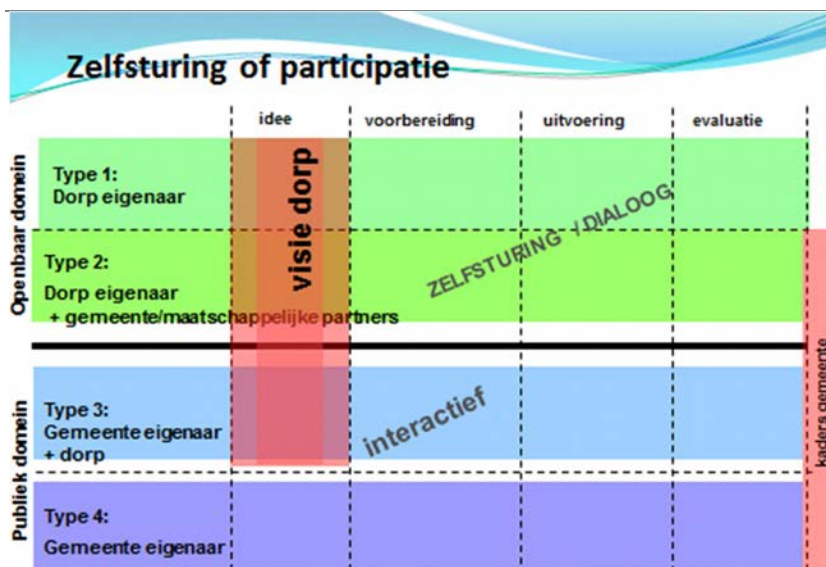 Zelfsturing of participatie
idee
voorbereiding
uitvoering
evaluatie
Openbaar domein
Type 1:
Dorp eigenaar
visie dorp
ZELFSTURING / DIALOOG
Type 2:
Dorp eigenaar
+ gemeente/maatschappelijke partners
Publiek domein
Type 3:
Gemeente eigenaar
+ dorp
interactief
kaders gemeente
Type 4:
Gemeente eigenaar